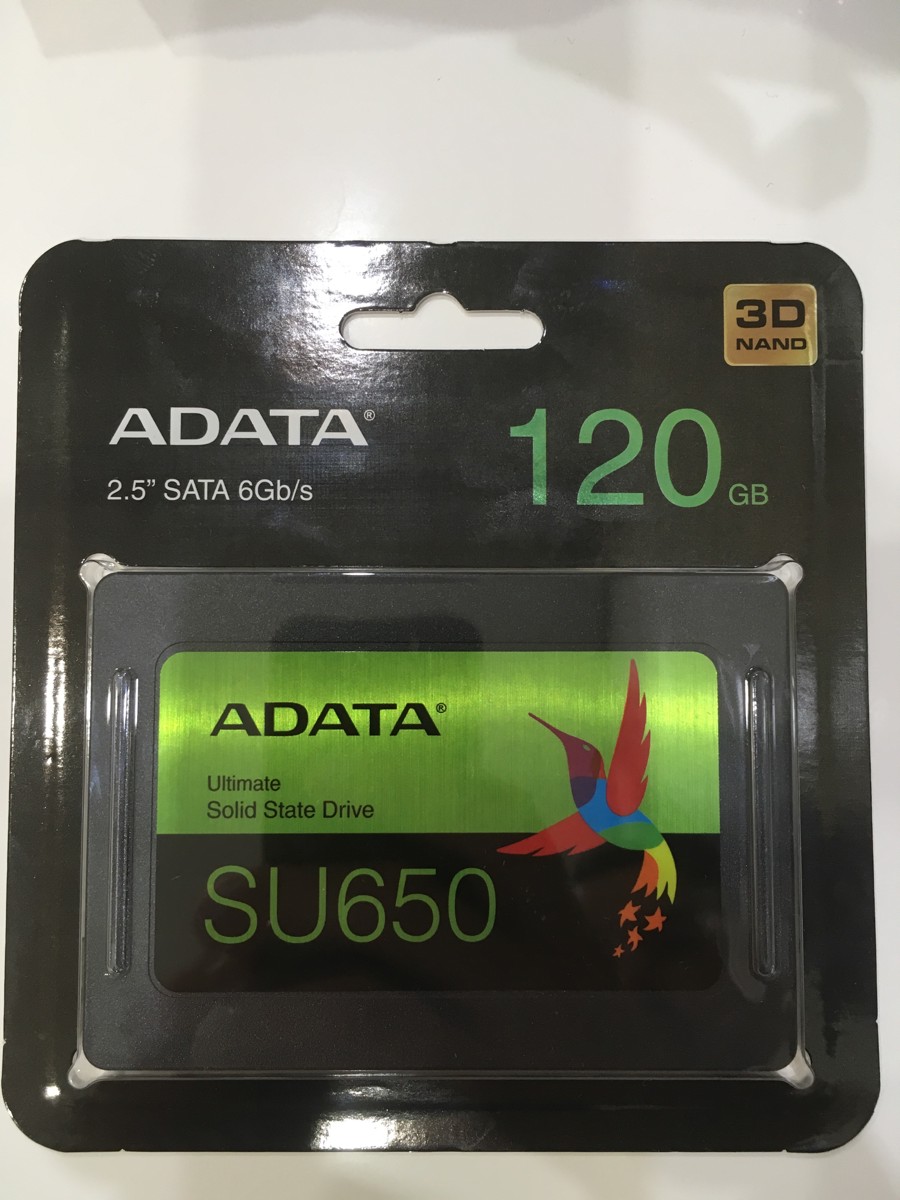 3D
NAND
ADATA®
120 GB
2.5” SATA 6Gb/s
ADATA®
Ultimate
Solid State Drive
SU650